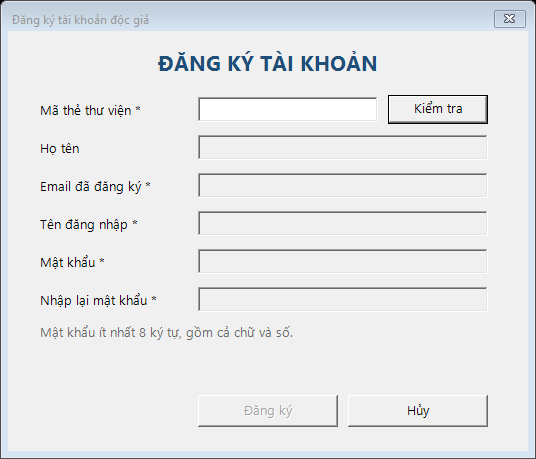 Đăng ký tài khoản độc giả
ĐĂNG KÝ TÀI KHOẢN
Mã thẻ thư viện *
Kiểm tra
Họ tên
Email đã đăng ký *
Tên đăng nhập *
Mật khẩu *
Nhập lại mật khẩu *
Mật khẩu ít nhất 8 ký tự, gồm cả chữ và số.
Đăng ký
Hủy